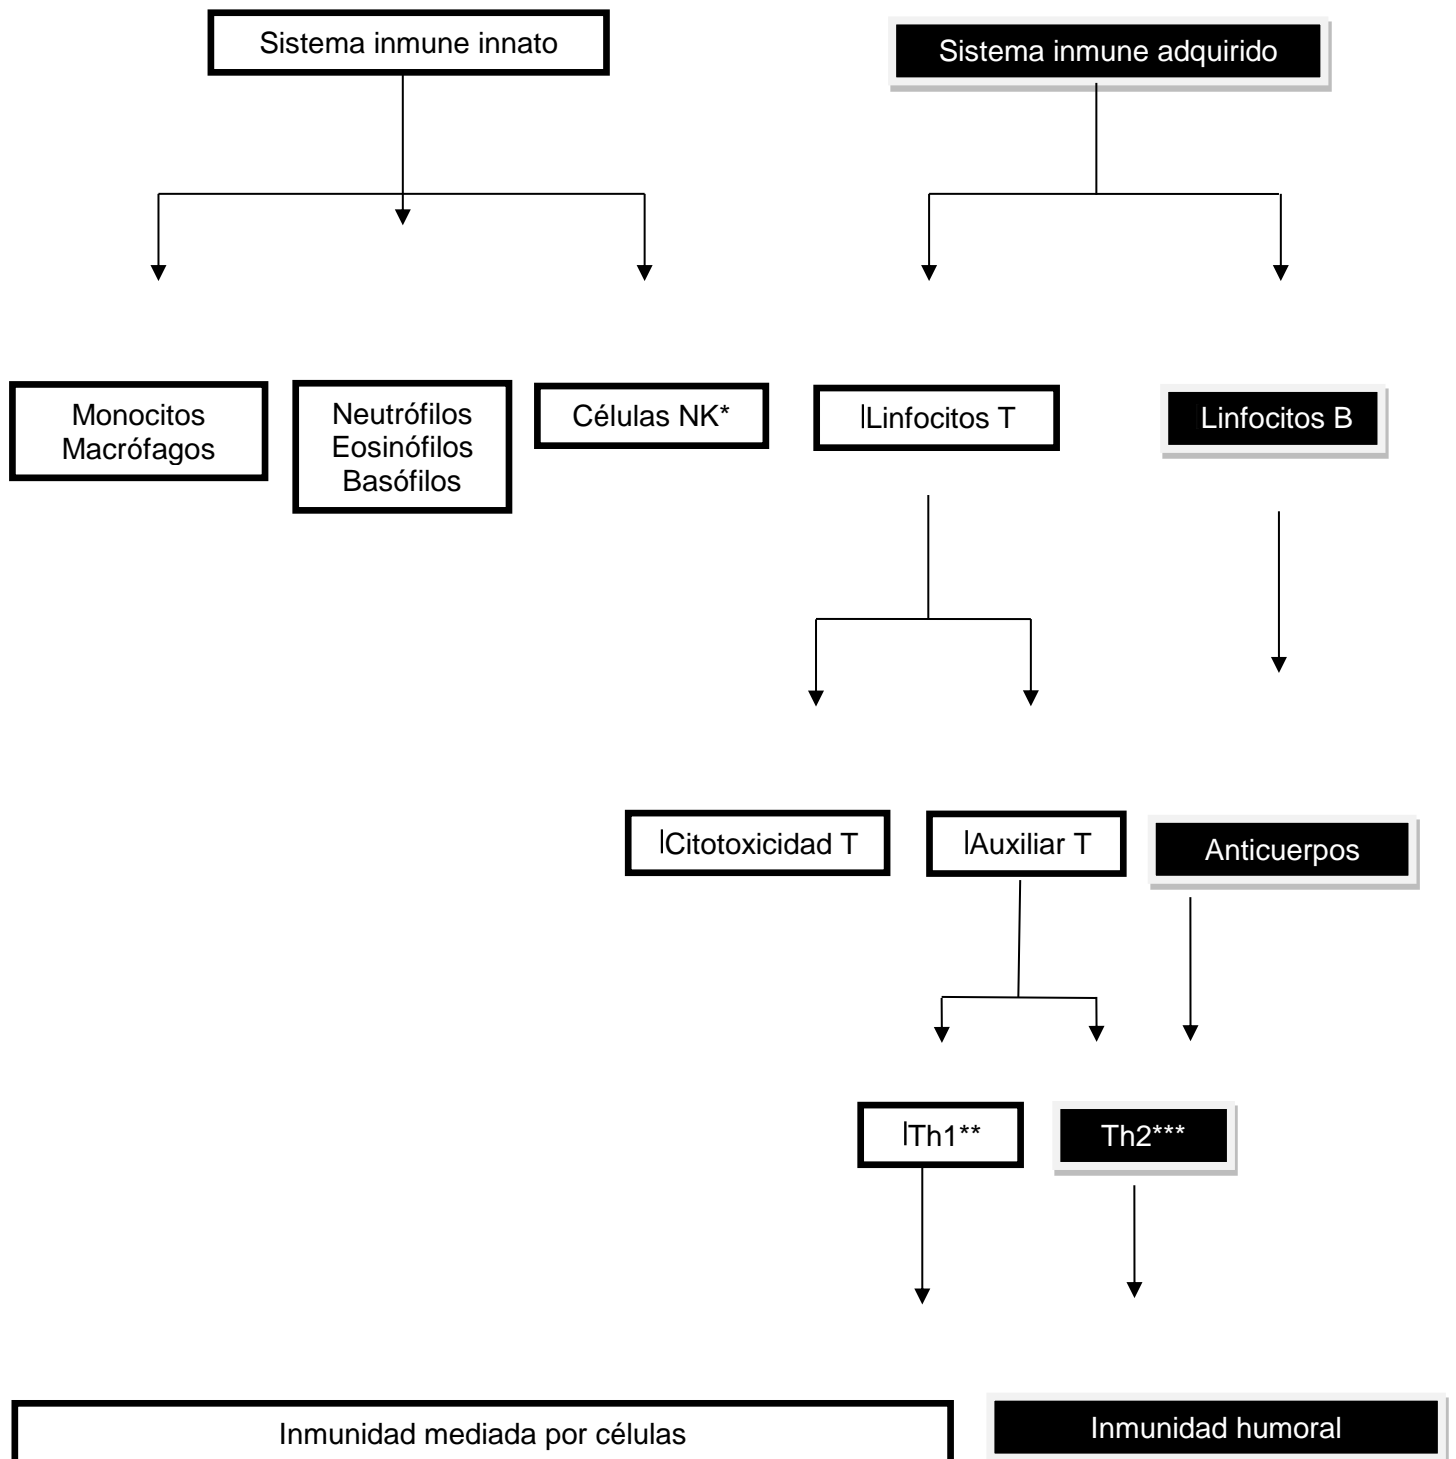 Sistema inmune innato
Sistema inmune adquirido
Monocitos
Macrófagos
Neutrófilos
Eosinófilos
Basófilos
Células NK*
Linfocitos T
Linfocitos B
Citotoxicidad T
Auxiliar T
Anticuerpos
Th1**
Th2***
Inmunidad mediada por células
Inmunidad humoral